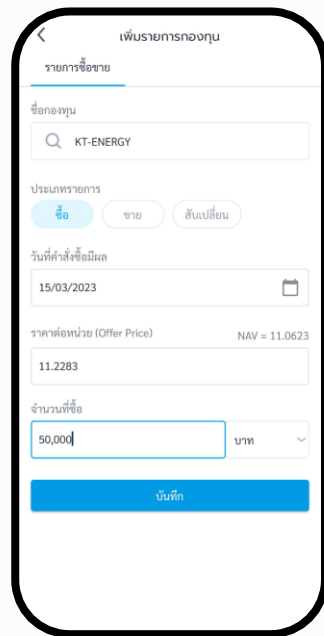 เพิ่มรายการกองทุน
รายการซื้อขาย
ชื่อกองทุน
KT-ENERGY
ประเภทรายการ
ซื้อ ขาย สับเปลี่ยน
วันที่คำสั่งซื้อมีผล
15/03/2023
ราคาต่อหน่วย (Offer Price) NAV = 11.0623
11.2283
จำนวนที่ซื้อ
50,000 บาท
บันทึก